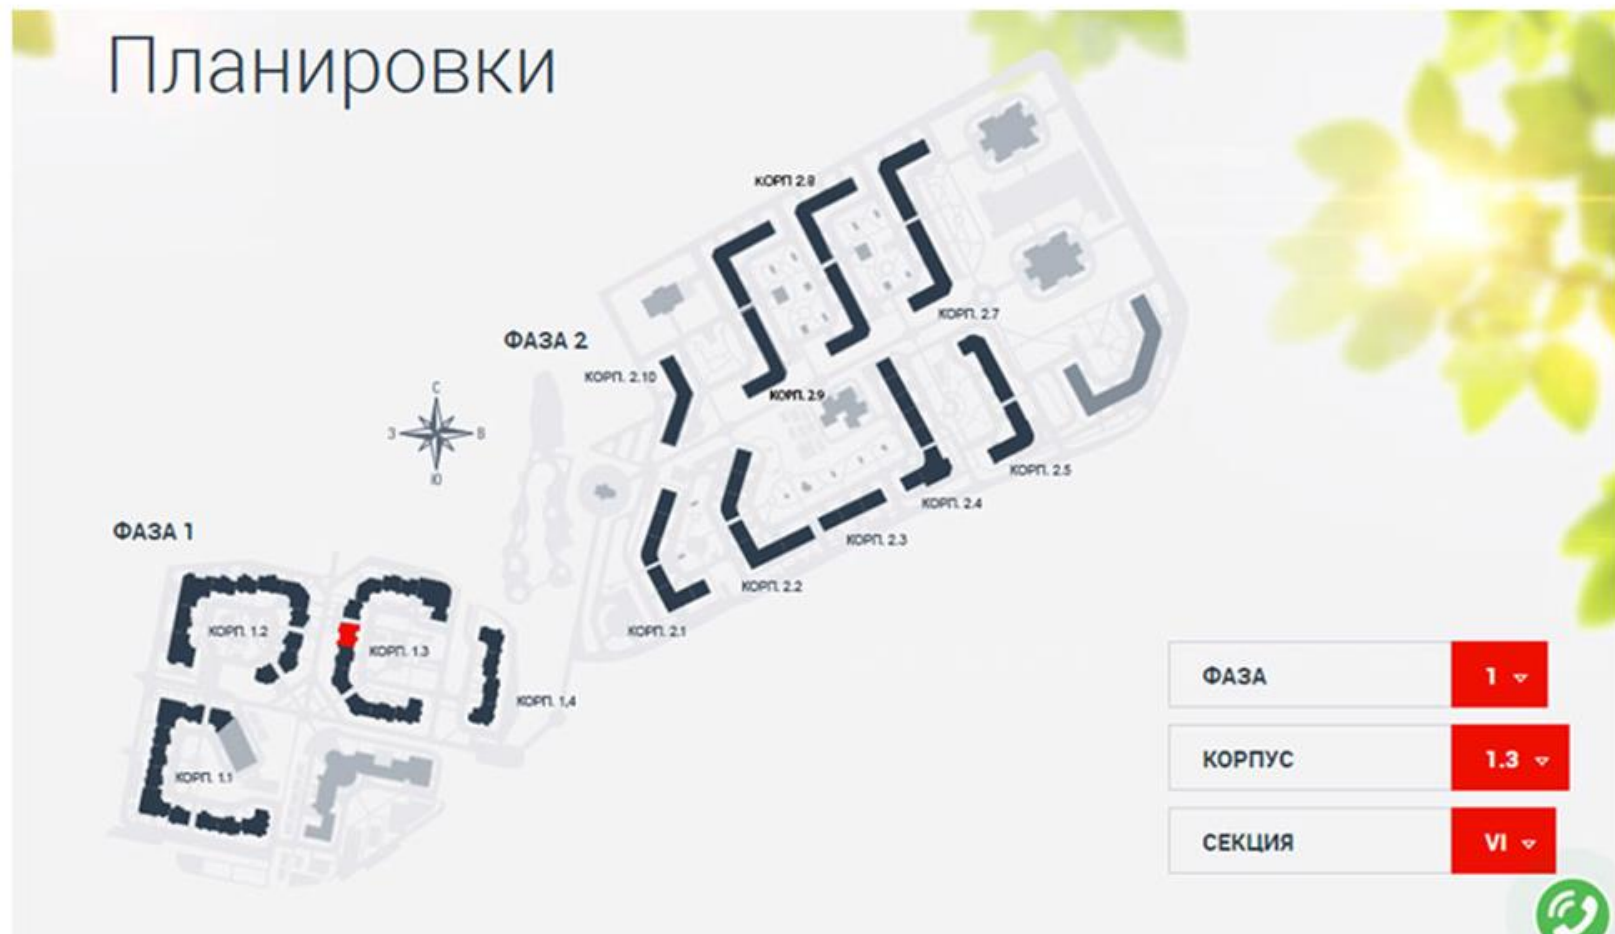 Планировки
КОРП 2.8
КОРП. 2.7
ФАЗА 2
КОРП. 2.10
КОРП. 2.9
С
З
В
Ю
КОРП. 2.5
КОРП. 2.4
КОРП. 2.3
КОРП. 2.2
КОРП. 2.1
ФАЗА 1
КОРП. 1.2
КОРП. 1.3
КОРП. 1.4
КОРП. 1.1
ФАЗА 1
КОРПУС 1.3
СЕКЦИЯ VI